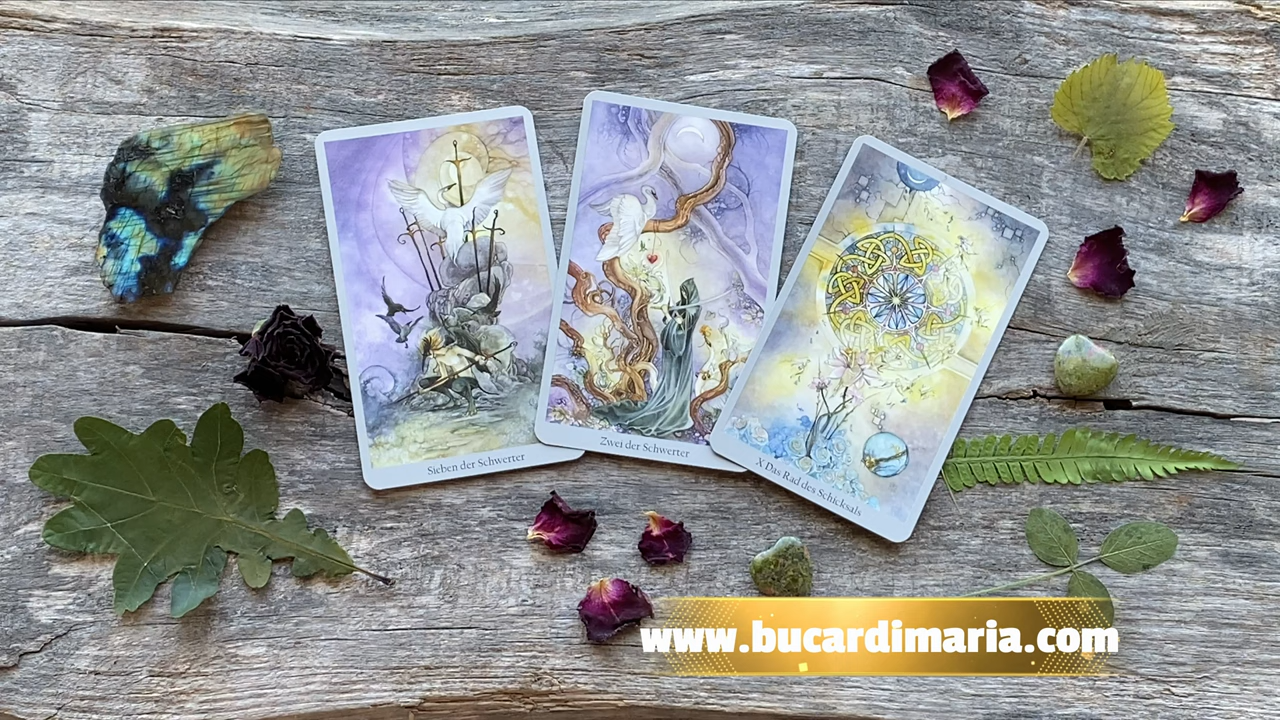 Sieben der Schwerter
Zwei der Schwerter
X Das Rad des Schicksals
www.bucardimaria.com